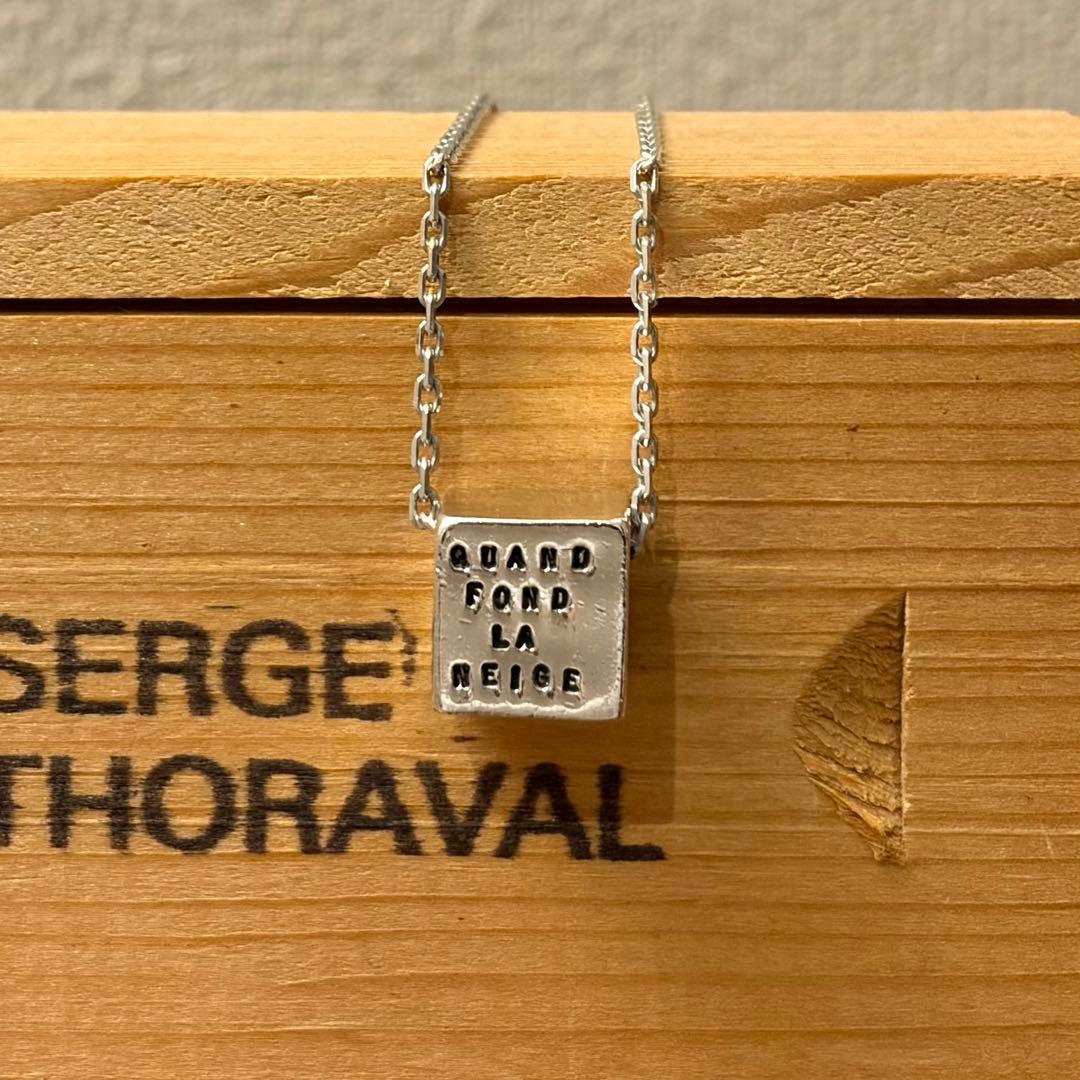 QUAND
FOND
LA
NEIGE
SERGE
THORAVAL